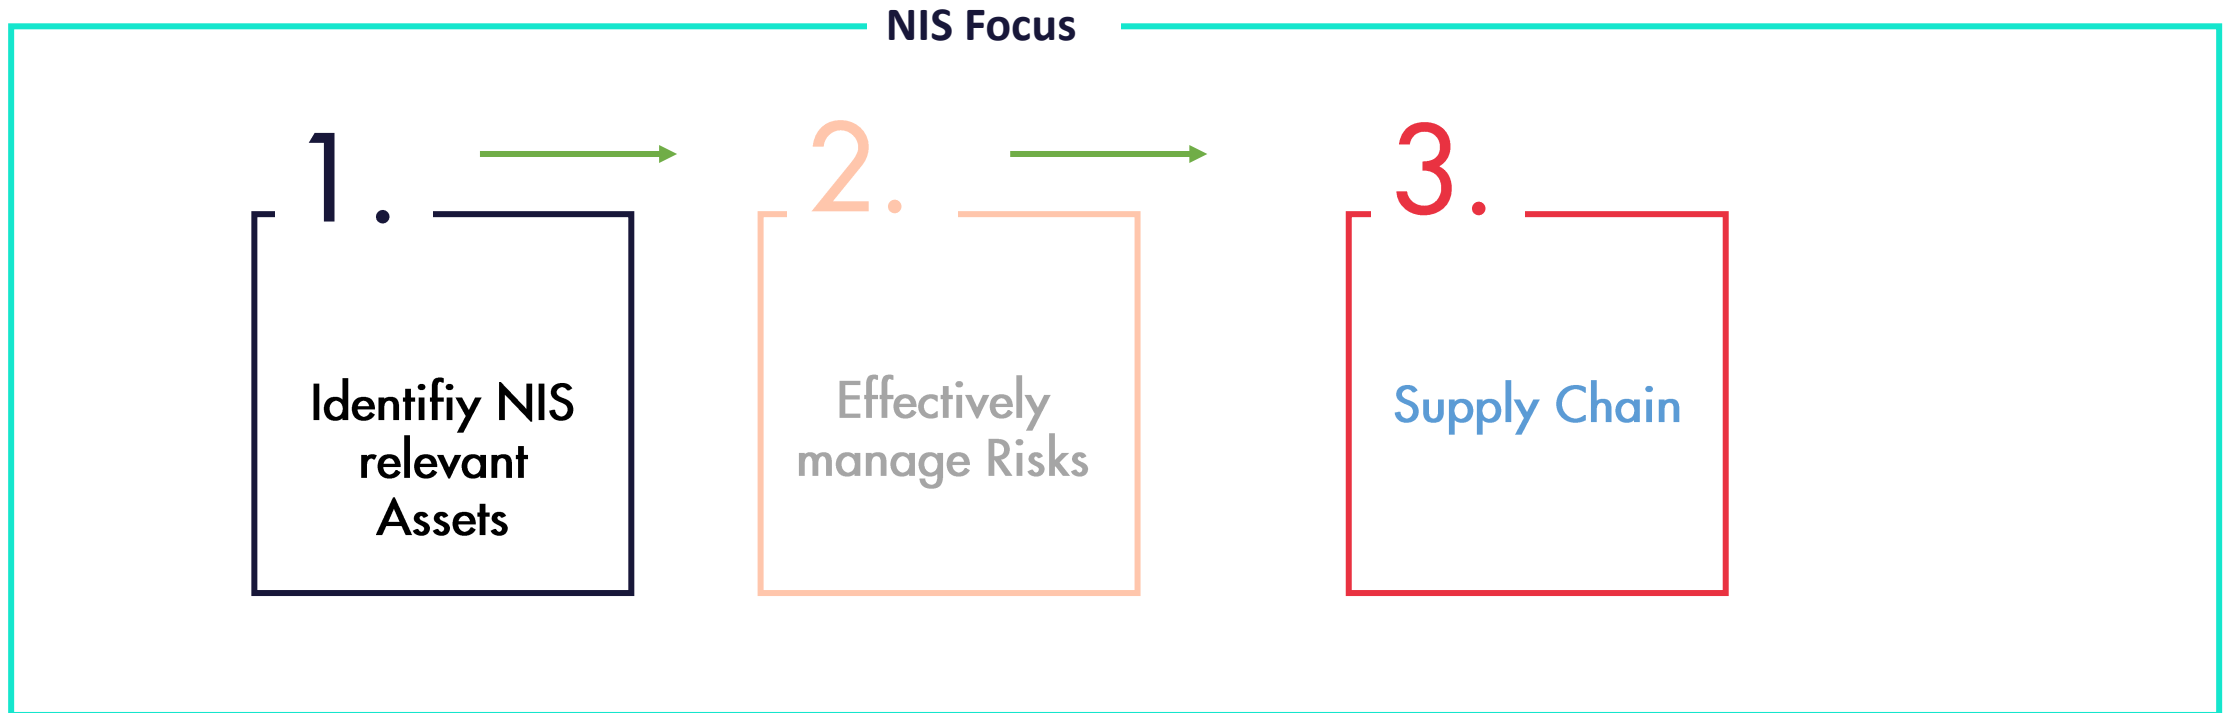 NIS Focus
1.
2.
3.
Identifiy NIS
relevant
Assets
Effectively
manage Risks
Supply Chain